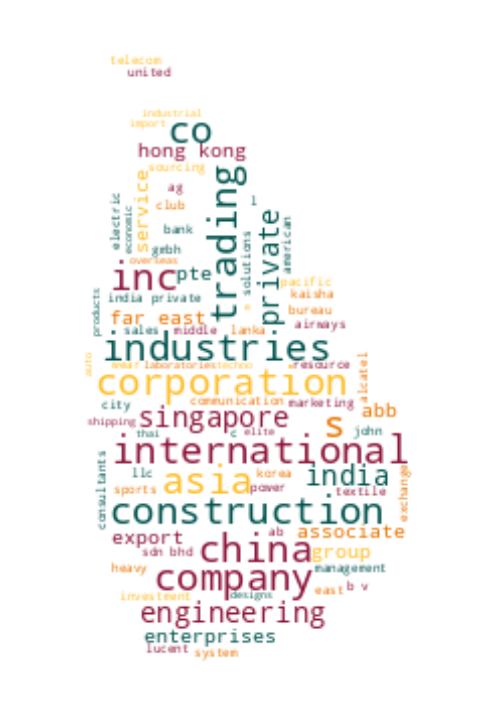 telecom
united
industrial
import
co
hong kong
sourcing
ag
service
trading
club
l
electric
economic
bank
private
american
gmbh
solutions
overseas
inc
pte
pacific
products
india private
kaisha
far east
bureau
sales
middle
lanka
airways
industries
auto
laboratories
techno
resource
alcatel
corporation
communication
marketing
city
singapore
abb
shipping
s
thai
c
elite
john
international
consultants
llc
asia
korea
india
exchange
sports
power
textile
construction
export
ab
associate
sdn bhd
china
group
heavy
company
management
investment
designs
east
b v
engineering
enterprises
lucent
system